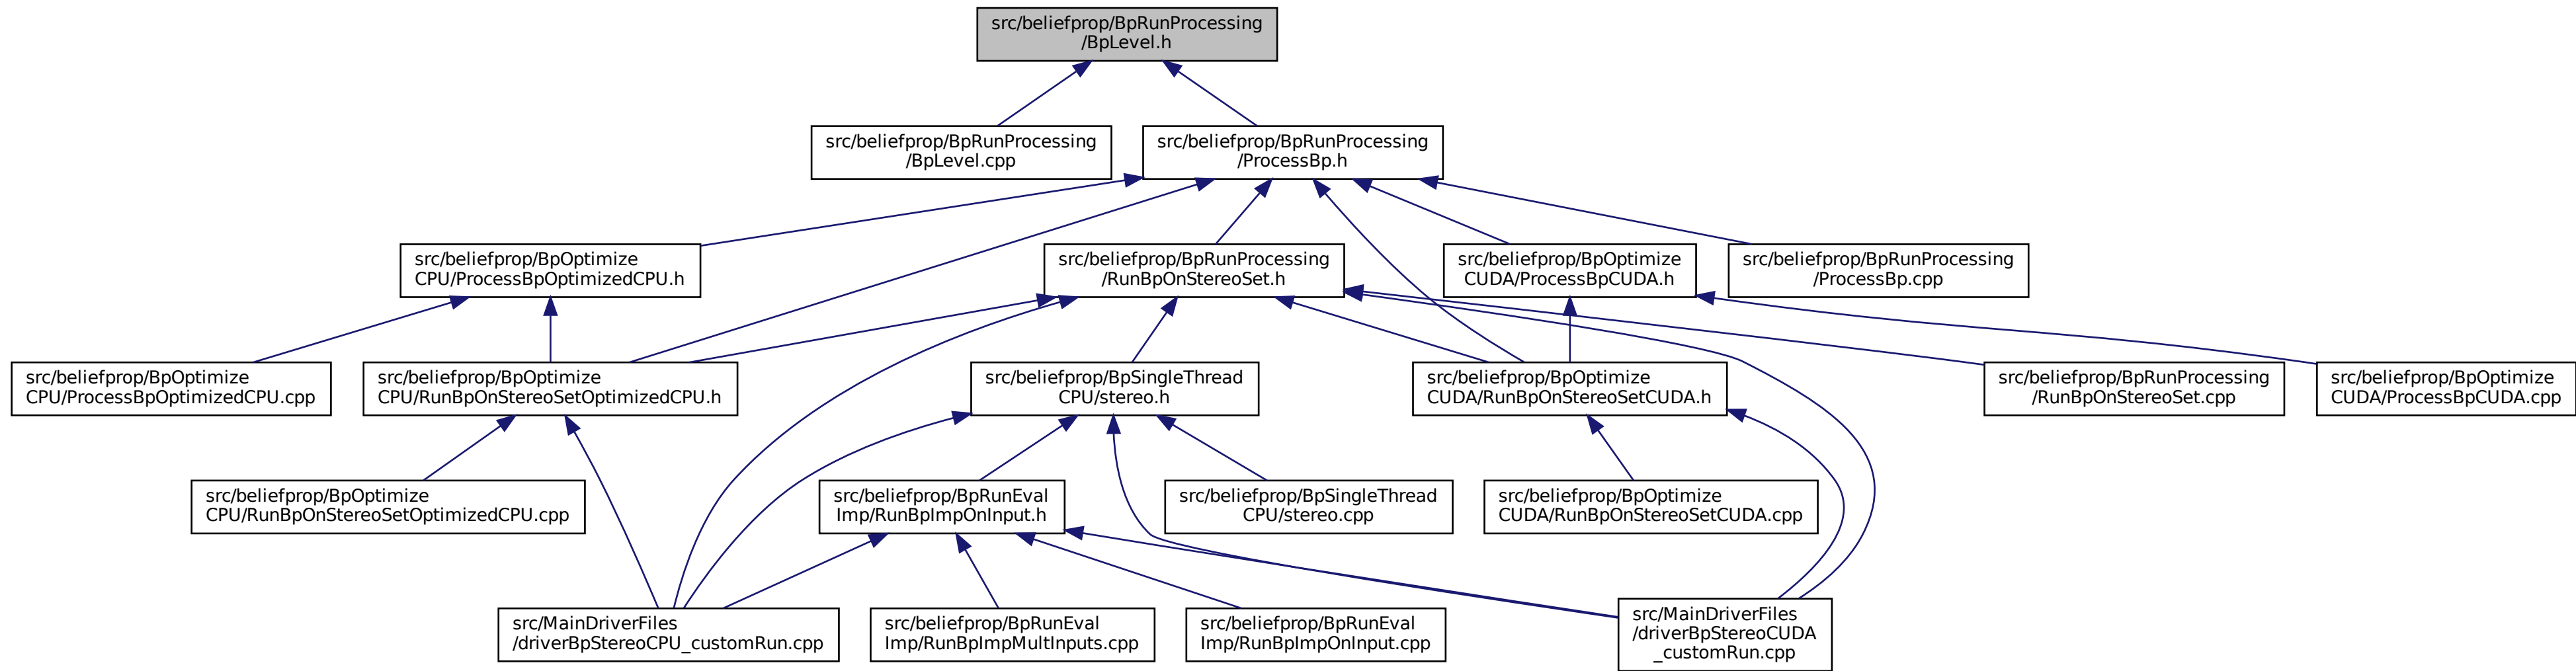 src/beliefprop/BpRunProcessing
/BpLevel.h
src/beliefprop/BpRunProcessing
/BpLevel.cpp
src/beliefprop/BpRunProcessing
/ProcessBp.h
src/beliefprop/BpOptimize
CPU/ProcessBpOptimizedCPU.h
src/beliefprop/BpRunProcessing
/RunBpOnStereoSet.h
src/beliefprop/BpOptimize
CUDA/ProcessBpCUDA.h
src/beliefprop/BpRunProcessing
/ProcessBp.cpp
src/beliefprop/BpOptimize
CPU/ProcessBpOptimizedCPU.cpp
src/beliefprop/BpOptimize
CPU/RunBpOnStereoSetOptimizedCPU.h
src/beliefprop/BpSingleThread
CPU/stereo.h
src/beliefprop/BpOptimize
CUDA/RunBpOnStereoSetCUDA.h
src/beliefprop/BpRunProcessing
/RunBpOnStereoSet.cpp
src/beliefprop/BpOptimize
CUDA/ProcessBpCUDA.cpp
src/beliefprop/BpOptimize
CPU/RunBpOnStereoSetOptimizedCPU.cpp
src/beliefprop/BpRunEval
Imp/RunBpImpOnInput.h
src/beliefprop/BpSingleThread
CPU/stereo.cpp
src/beliefprop/BpOptimize
CUDA/RunBpOnStereoSetCUDA.cpp
src/MainDriverFiles
/driverBpStereoCPU_customRun.cpp
src/beliefprop/BpRunEval
Imp/RunBpImpMultInputs.cpp
src/beliefprop/BpRunEval
Imp/RunBpImpOnInput.cpp
src/MainDriverFiles
/driverBpStereoCUDA
_customRun.cpp